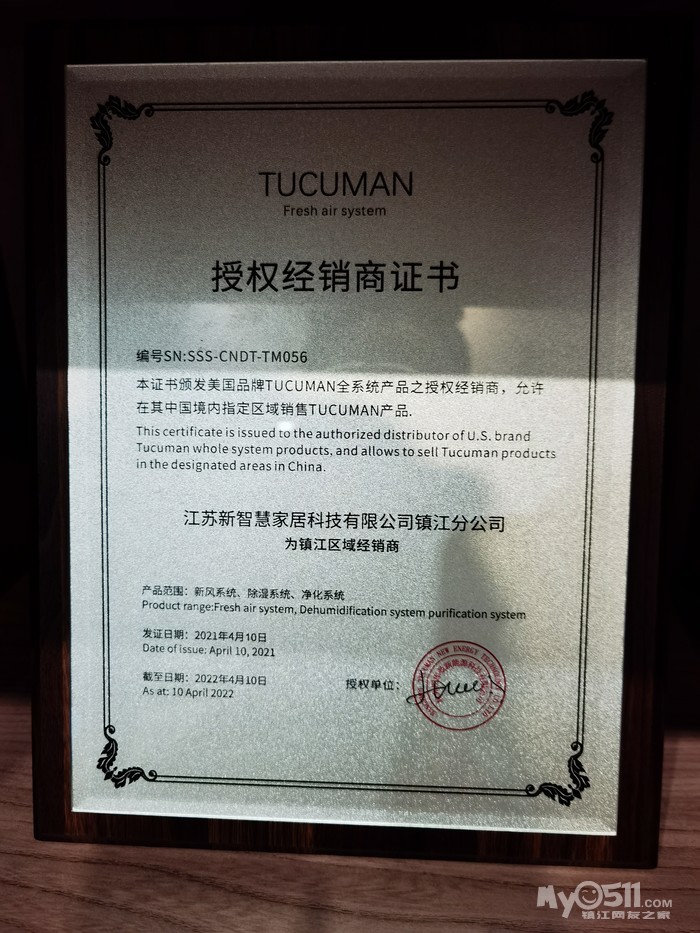 TUCUMAN
Fresh air system
授权经销商证书
编号SN:SSS-CNDT-TM056
本证书颁发美国品牌TUCUMAN全系统产品之授权经销商，允许
在其中国境内指定区域销售TUCUMAN产品.
This certificate is issued to the authorized distributor of U.S. brand
Tucuman whole system products, and allows to sell Tucuman products
in the designated areas in China.
江苏新智慧家居科技有限公司镇江分公司
为镇江区域经销商
产品范围：新风系统、除湿系统、净化系统
Product range:Fresh air system, Dehumidification system purification system
发证日期：2021年4月10日
Date of issue: April 10, 2021
截至日期：2022年4月10日
As at: 10 April 2022
授权单位：
NEW ENERGY
MY0511.COM
镇江网友之家